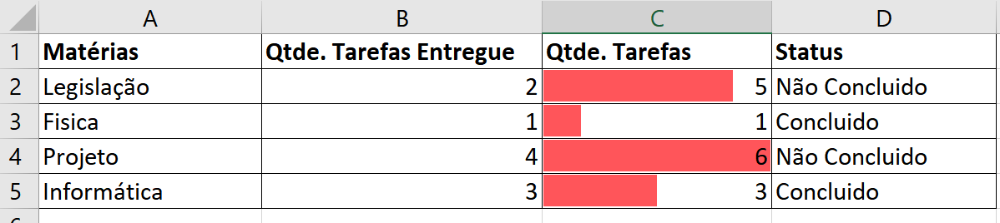 A B C D
1 Matérias Qtde. Tarefas Entregue Qtde. Tarefas Status
2 Legislação 2 5 Não Concluido
3 Fisica 1 1 Concluido
4 Projeto 4 6 Não Concluido
5 Informática 3 3 Concluido